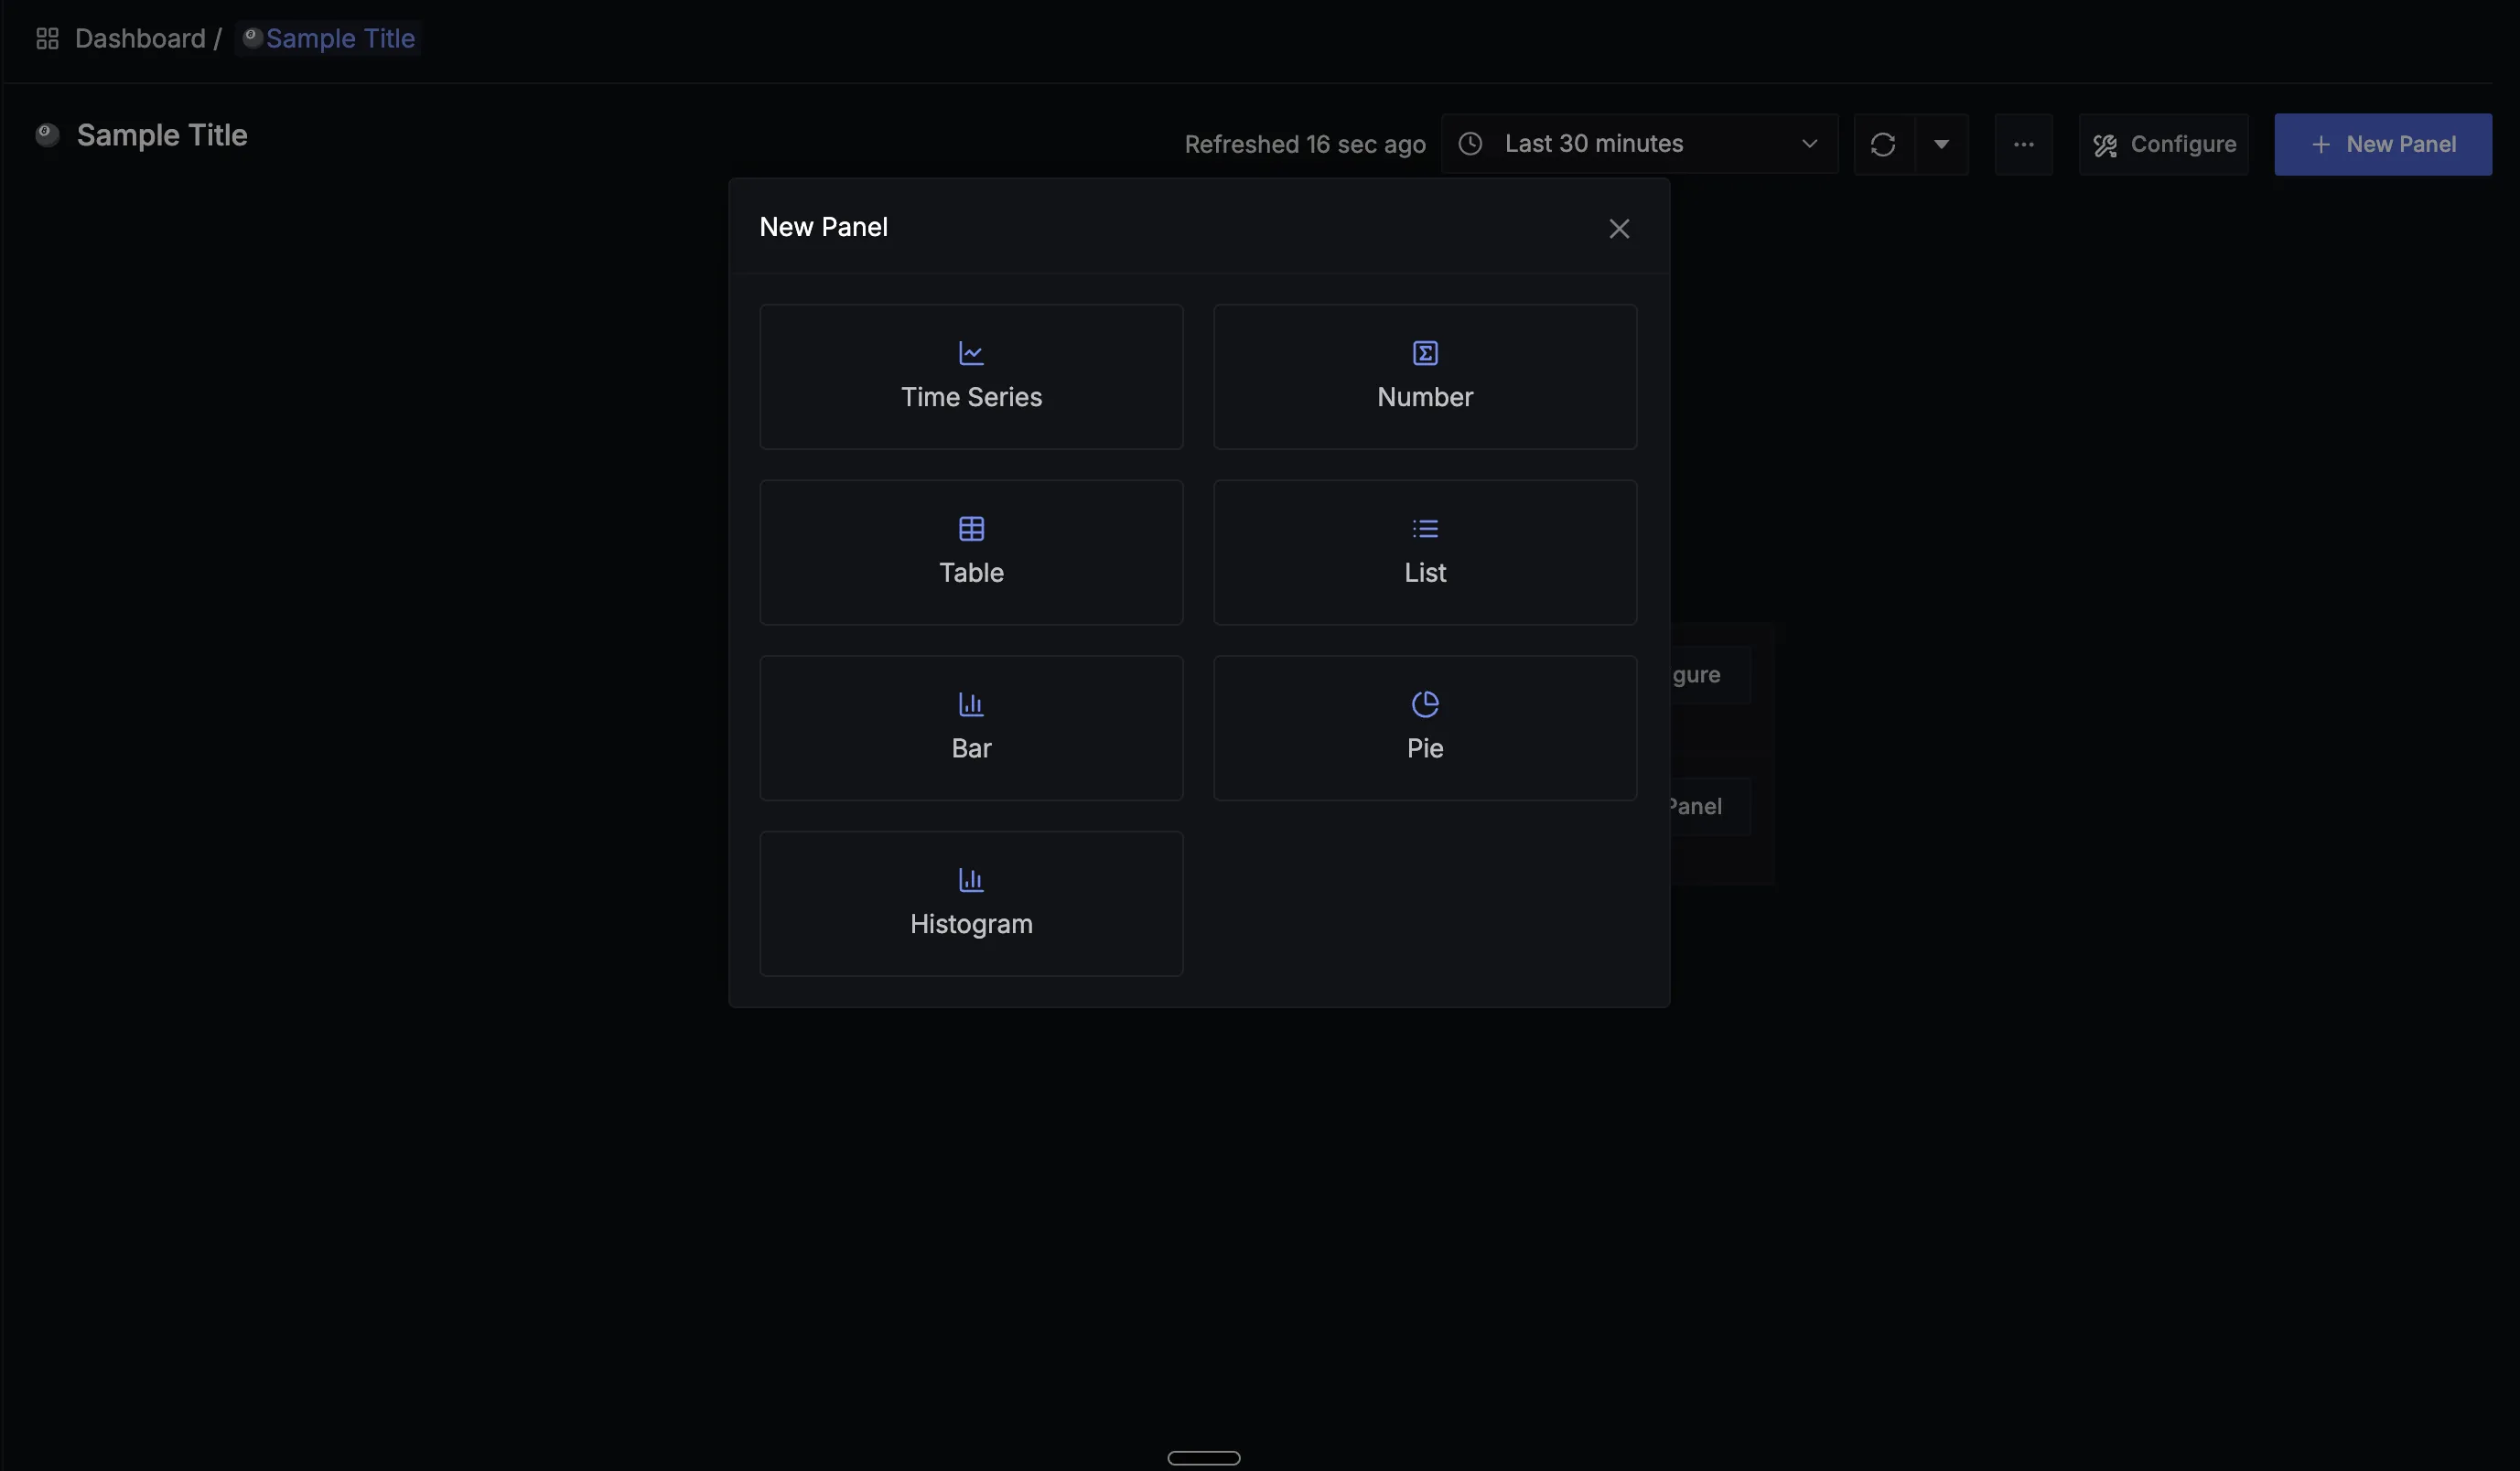 Dashboard / Sample Title
Sample Title
Refreshed 16 sec ago
Last 30 minutes
Configure
New Panel
New Panel
Time Series
Number
Table
List
Bar
Pie
Histogram
gure
Panel